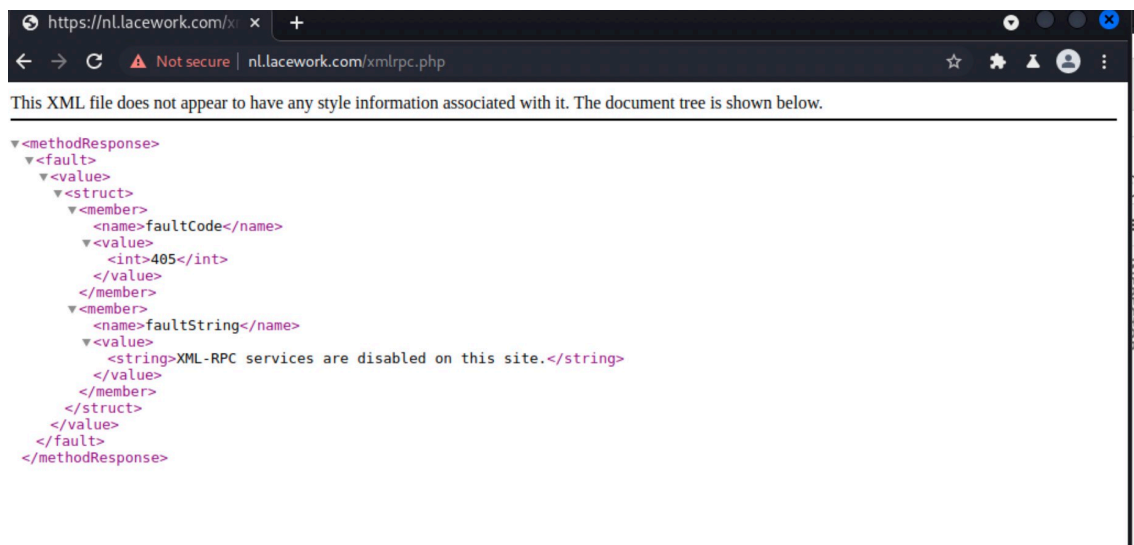 https://nl.lacework.com/x
Not secure | nl.lacework.com/xmlrpc.php
This XML file does not appear to have any style information associated with it. The document tree is shown below.
<methodResponse>
<fault>
<value>
<struct>
<member>
<name>faultCode</name>
<value>
<int>405</int>
</value>
</member>
<member>
<name>faultString</name>
<value>
<string>XML-RPC services are disabled on this site.</string>
</value>
</member>
</struct>
</value>
</fault>
</methodResponse>